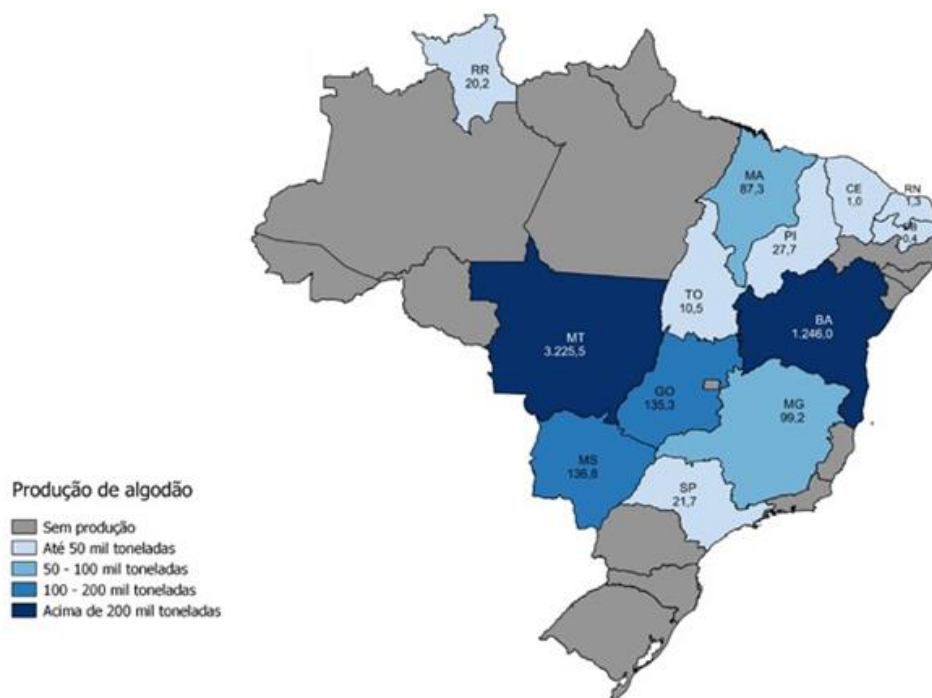 RR
20,2
MA
87,3
CE
1,0
RN
1,3
PB
0,4
PI
27,7
TO
10,5
BA
1.246,0
MT
3.225,5
GO
135,3
MG
99,2
MS
136,8
SP
21,7
Produção de algodão
Sem produção
Até 50 mil toneladas
50 - 100 mil toneladas
100 - 200 mil toneladas
Acima de 200 mil toneladas